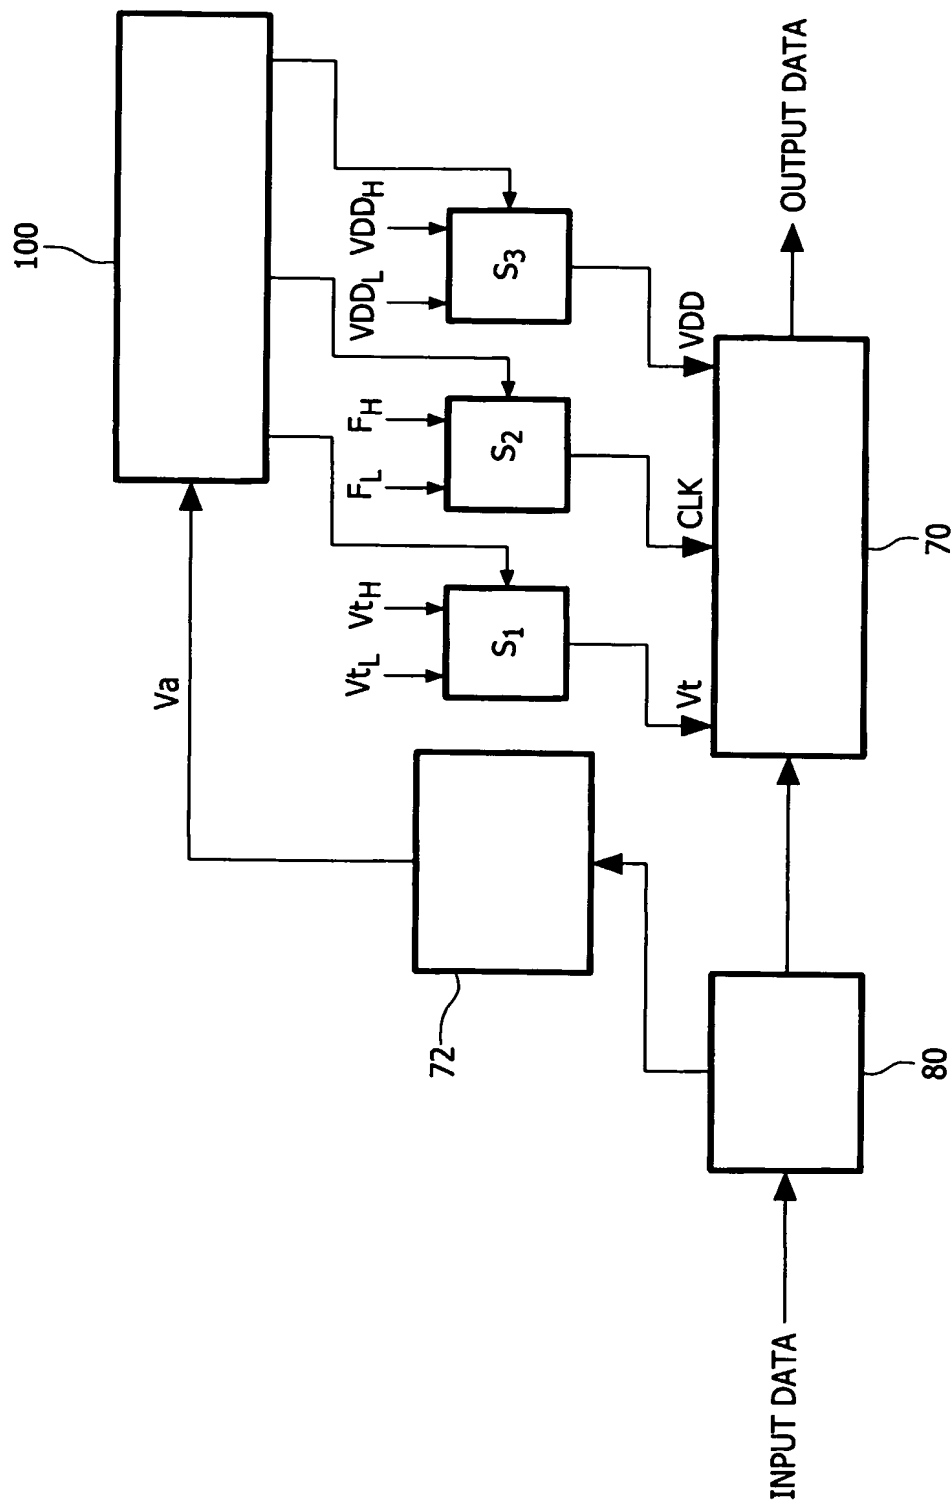 100
Va
Vt_L
Vt_H
F_L
F_H
VDD_L
VDD_H
S_1
S_2
S_3
72
Vt
CLK
VDD
INPUT DATA
OUTPUT DATA
80
70